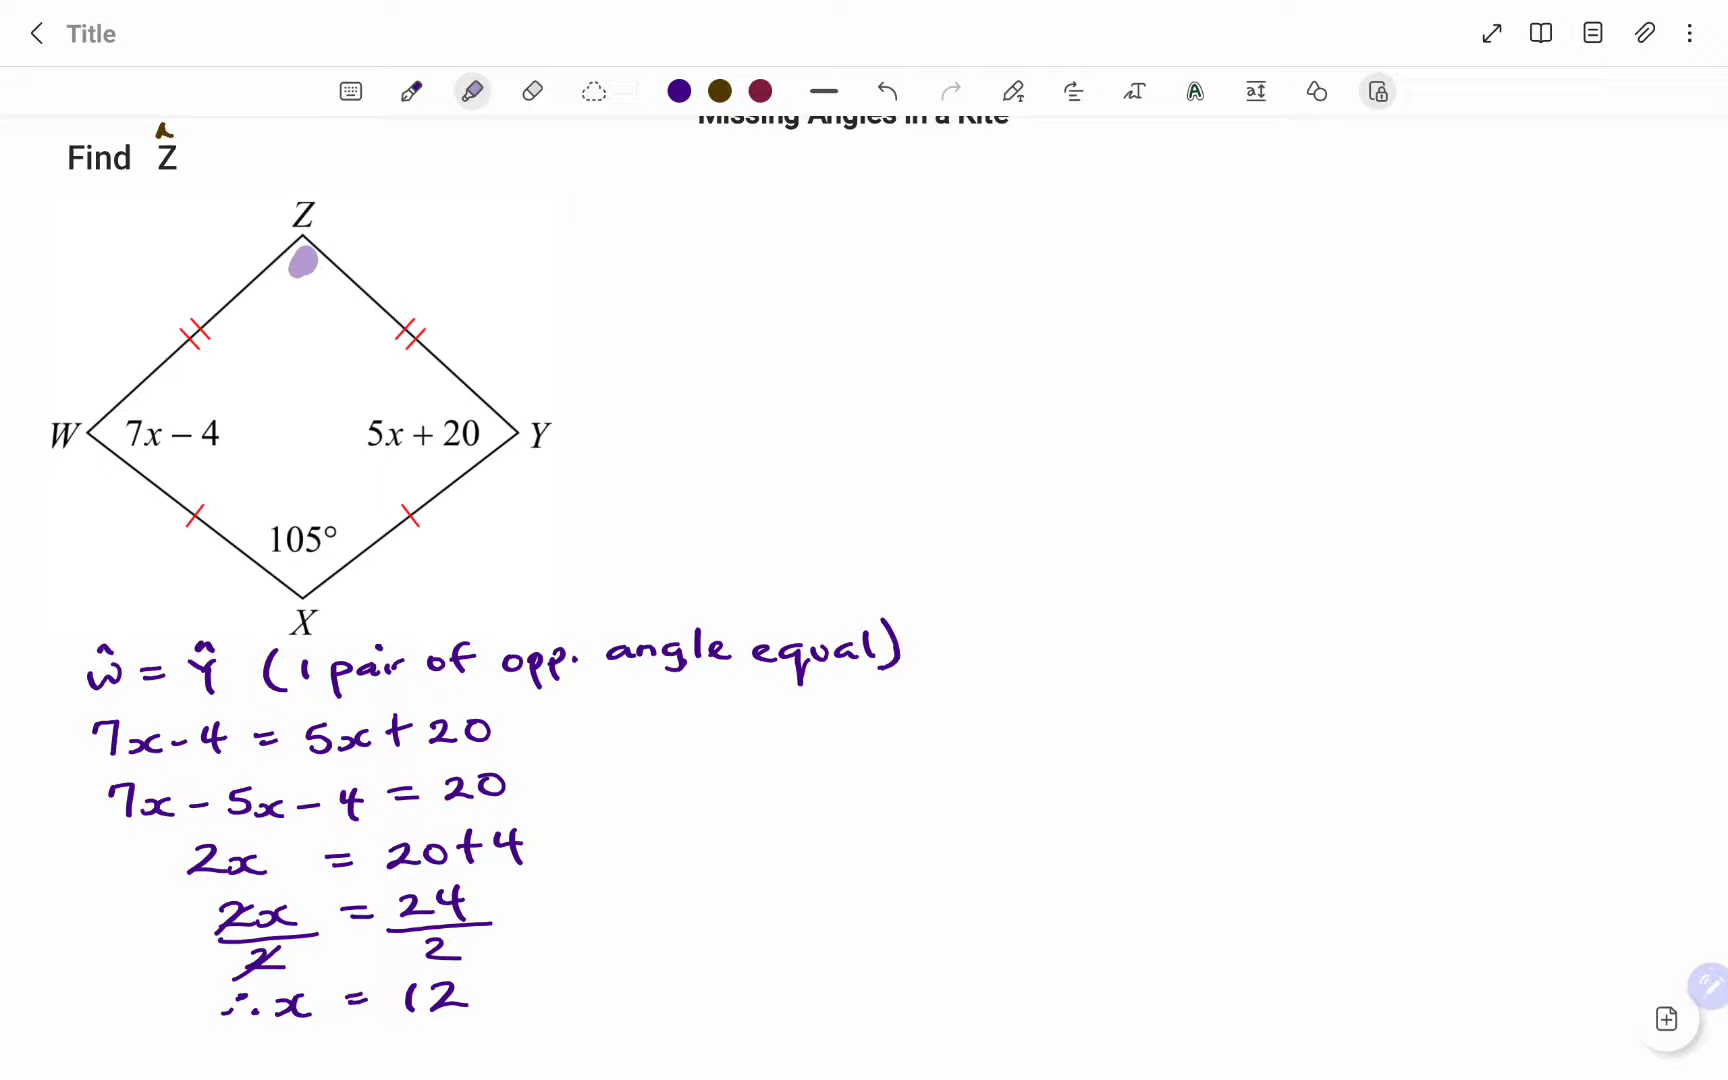 Title
Missing Angles in a Kite
Find Ẑ
Z
W 7x − 4 5x + 20 Y
105°
X
ŵ = Ŷ (1 pair of opp. angle equal)
7x - 4 = 5x + 20
7x - 5x - 4 = 20
2x = 20+4
2x/2 = 24/2
∴ x = 12